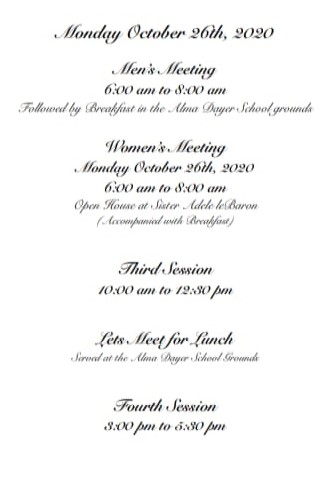 Monday October 26th, 2020
Men's Meeting
6:00 am to 8:00 am
Followed by Breakfast in the Alma Dayer School grounds
Women's Meeting
Monday October 26th, 2020
6:00 am to 8:00 am
Open House at Sister Adele leBaron
(Accompanied with Breakfast)
Third Session
10:00 am to 12:30 pm
Lets Meet for Lunch
Served at the Alma Dayer School Grounds
Fourth Session
3:00 pm to 5:30 pm